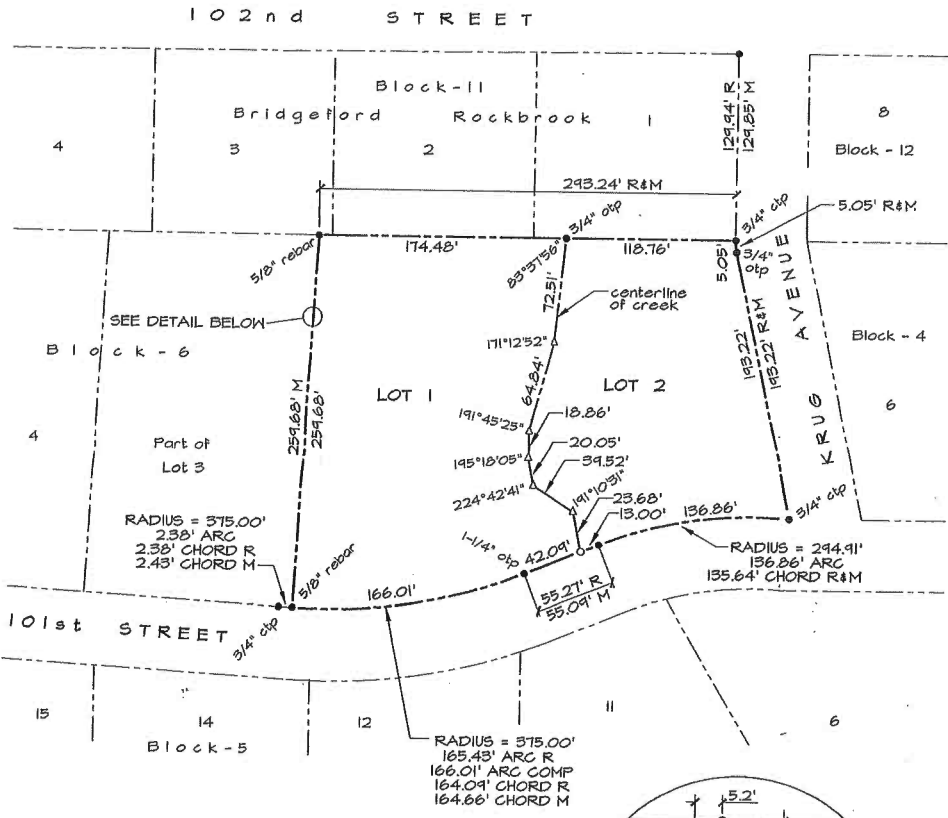 102nd STREET
Block-11
Bridgeford Rockbrook
4
3
2
1
129.94' R
129.85' M
8
Block - 12
293.24' R&M
5.05' R&M
3/4" otp
3/4" ctp
5/8" rebar
174.48'
83°37'56"
118.76'
5.05'
3/4" otp
72.51'
centerline
of creek
SEE DETAIL BELOW
171°12'52"
193.22'
193.22' R&M
KRUG AVENUE
Block - 6
Block - 4
64.84'
LOT 1
LOT 2
6
259.68' M
259.68'
191°45'25"
18.86'
4
Part of
Lot 3
195°18'05"
20.05'
39.52'
224°42'41"
191°10'31"
23.68'
13.00'
136.86'
3/4" ctp
RADIUS = 375.00'
2.38' ARC
2.38' CHORD R
2.43' CHORD M
5/8" rebar
1-1/4" otp
42.09'
RADIUS = 294.91'
136.86' ARC
135.64' CHORD R&M
166.01'
55.27' R
55.09' M
101st STREET
3/4" ctp
15
14
12
11
6
Block-5
RADIUS = 375.00'
165.43' ARC R
166.01' ARC COMP
164.09' CHORD R
164.66' CHORD M
5.2'